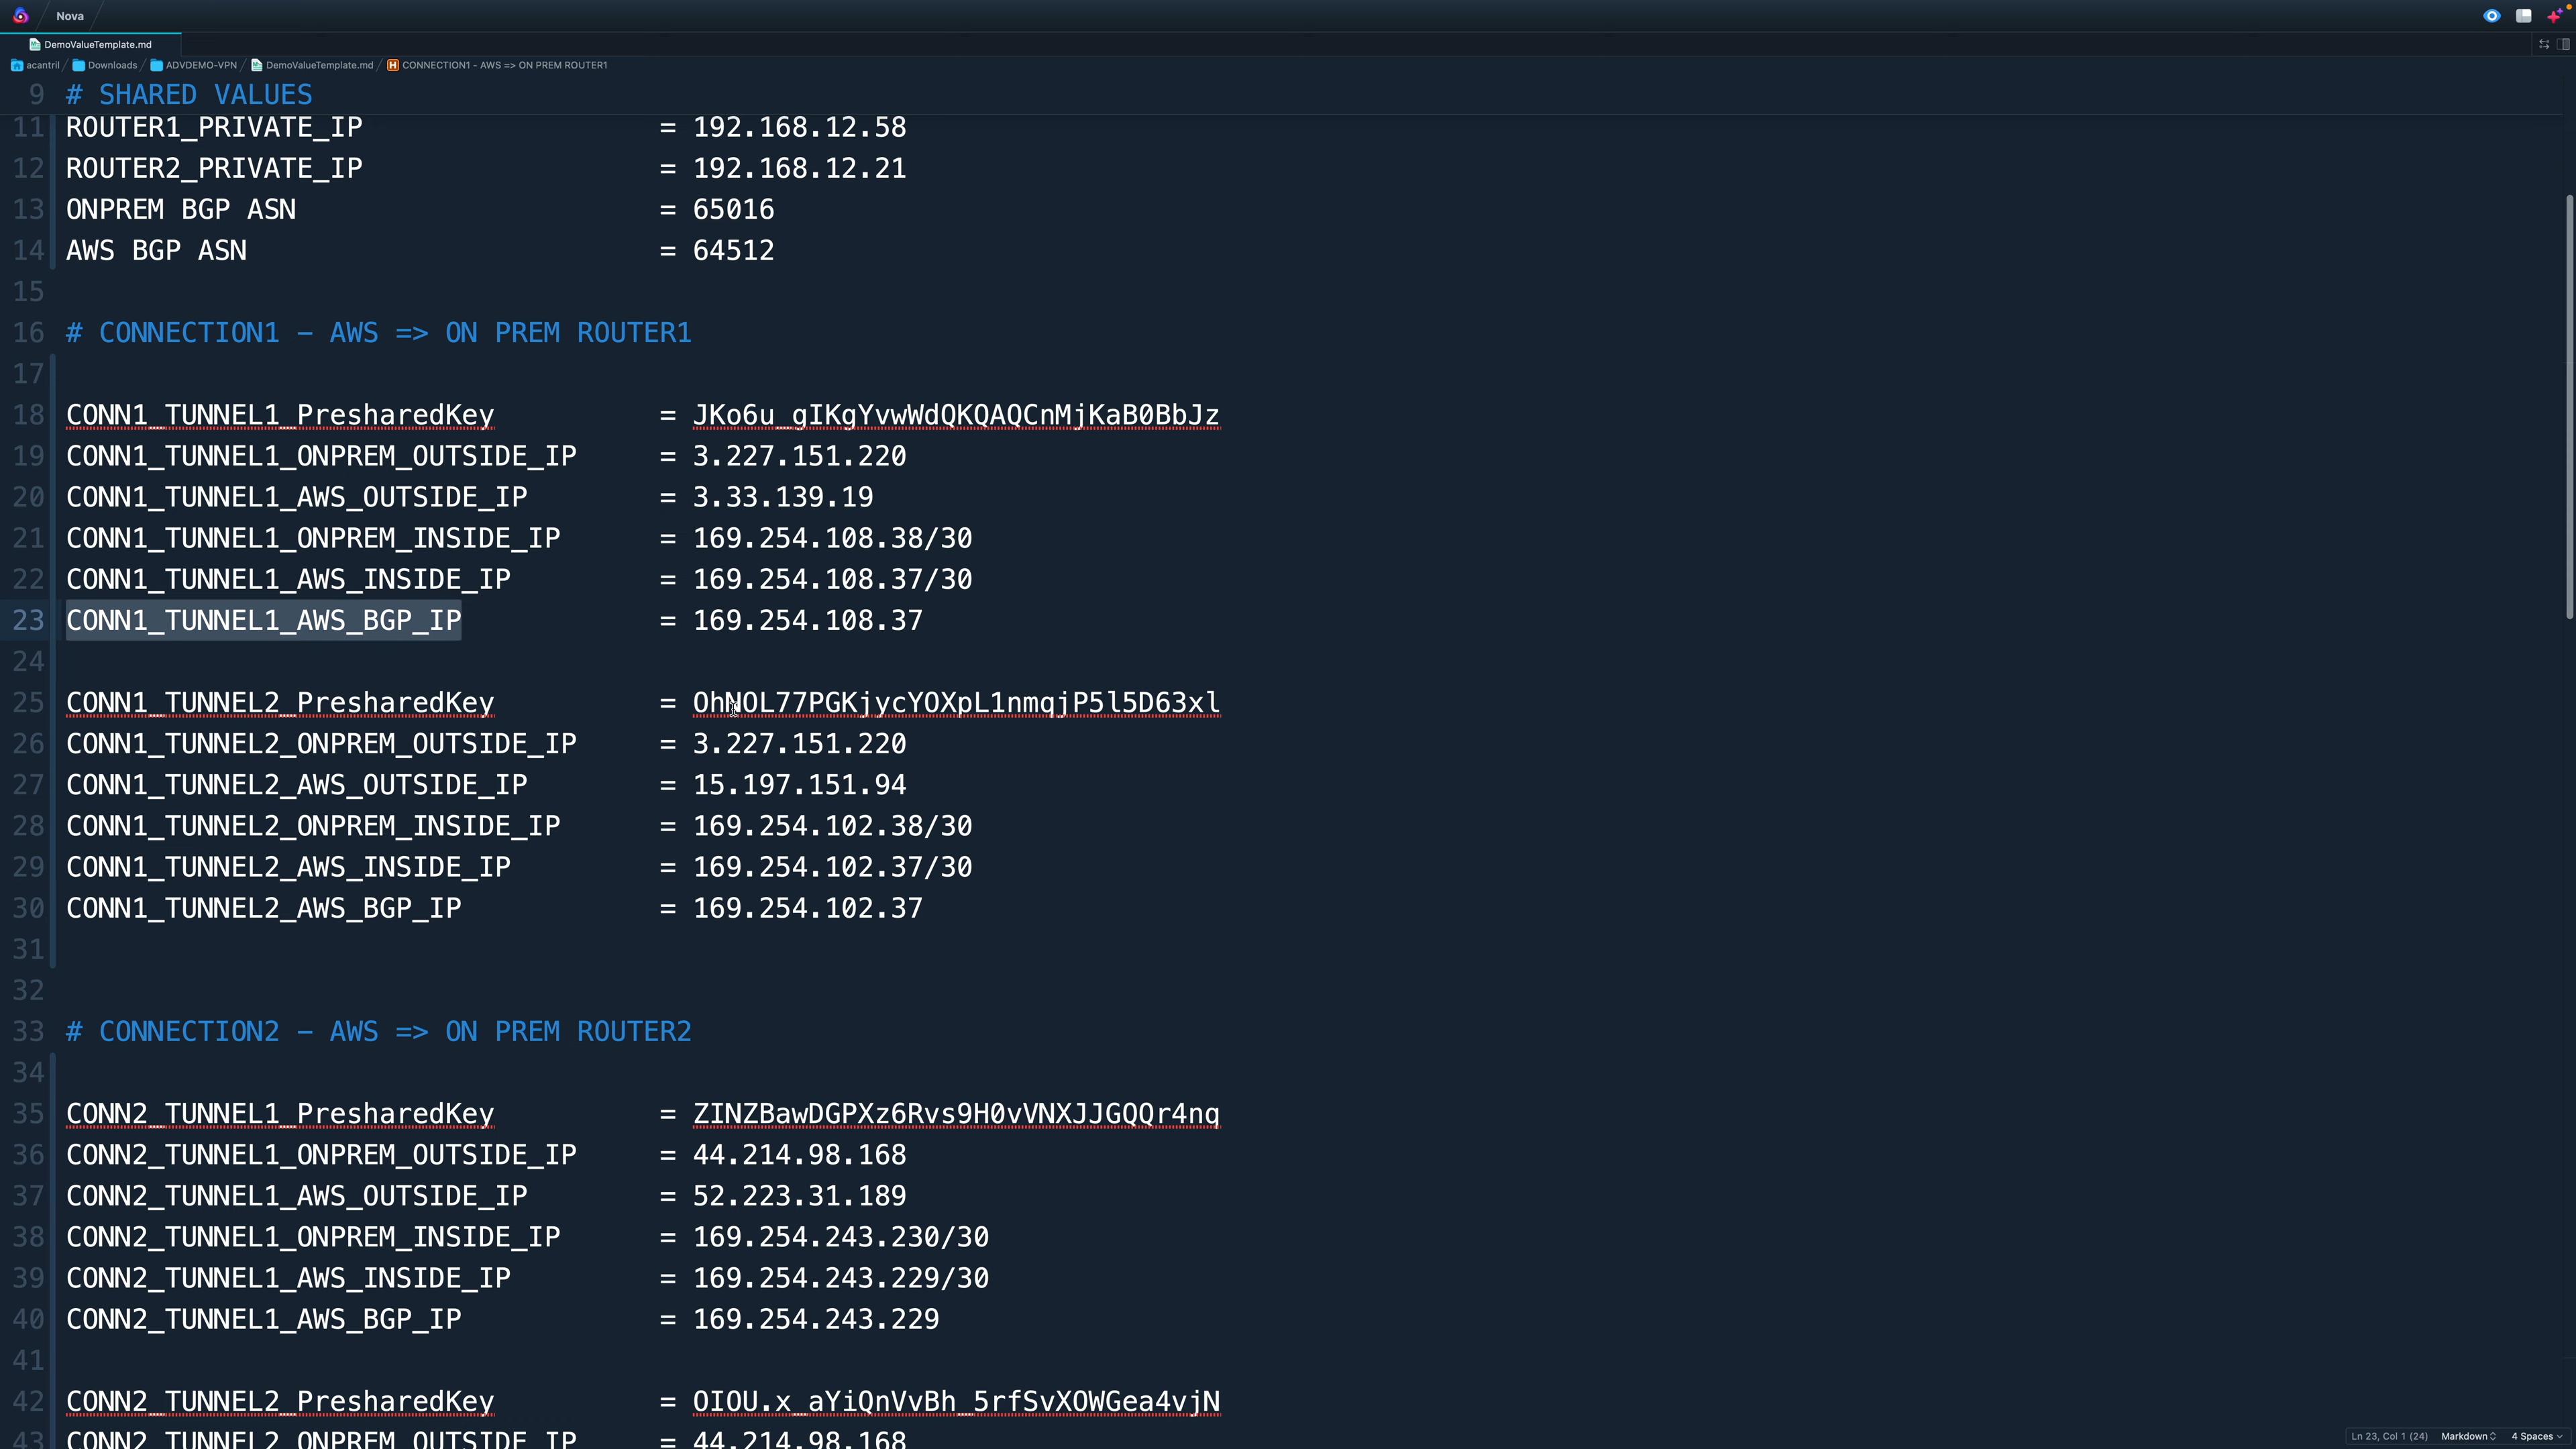 Nova
DemoValueTemplate.md
acantril / Downloads / ADVDEMO-VPN / DemoValueTemplate.md / H CONNECTION1 - AWS => ON PREM ROUTER1
9 # SHARED VALUES
11 ROUTER1_PRIVATE_IP = 192.168.12.58
12 ROUTER2_PRIVATE_IP = 192.168.12.21
13 ONPREM BGP ASN = 65016
14 AWS BGP ASN = 64512
15
16 # CONNECTION1 - AWS => ON PREM ROUTER1
17
18 CONN1_TUNNEL1_PresharedKey = JKo6u_gIKgYvwWdQKQAQCnMjKaB0BbJz
19 CONN1_TUNNEL1_ONPREM_OUTSIDE_IP = 3.227.151.220
20 CONN1_TUNNEL1_AWS_OUTSIDE_IP = 3.33.139.19
21 CONN1_TUNNEL1_ONPREM_INSIDE_IP = 169.254.108.38/30
22 CONN1_TUNNEL1_AWS_INSIDE_IP = 169.254.108.37/30
23 CONN1_TUNNEL1_AWS_BGP_IP = 169.254.108.37
24
25 CONN1_TUNNEL2_PresharedKey = OhNOL77PGKjycYOXpL1nmqjP5l5D63xl
26 CONN1_TUNNEL2_ONPREM_OUTSIDE_IP = 3.227.151.220
27 CONN1_TUNNEL2_AWS_OUTSIDE_IP = 15.197.151.94
28 CONN1_TUNNEL2_ONPREM_INSIDE_IP = 169.254.102.38/30
29 CONN1_TUNNEL2_AWS_INSIDE_IP = 169.254.102.37/30
30 CONN1_TUNNEL2_AWS_BGP_IP = 169.254.102.37
31
32
33 # CONNECTION2 - AWS => ON PREM ROUTER2
34
35 CONN2_TUNNEL1_PresharedKey = ZINZBawDGPXz6Rvs9H0vVNXJJGQQr4nq
36 CONN2_TUNNEL1_ONPREM_OUTSIDE_IP = 44.214.98.168
37 CONN2_TUNNEL1_AWS_OUTSIDE_IP = 52.223.31.189
38 CONN2_TUNNEL1_ONPREM_INSIDE_IP = 169.254.243.230/30
39 CONN2_TUNNEL1_AWS_INSIDE_IP = 169.254.243.229/30
40 CONN2_TUNNEL1_AWS_BGP_IP = 169.254.243.229
41
42 CONN2_TUNNEL2_PresharedKey = OIOU.x_aYiQnVvBh_5rfSvXOWGea4vjN
43 CONN2_TUNNEL2_ONPREM_OUTSIDE_IP = 44.214.98.168
Ln 23, Col 1 (24) Markdown 4 Spaces